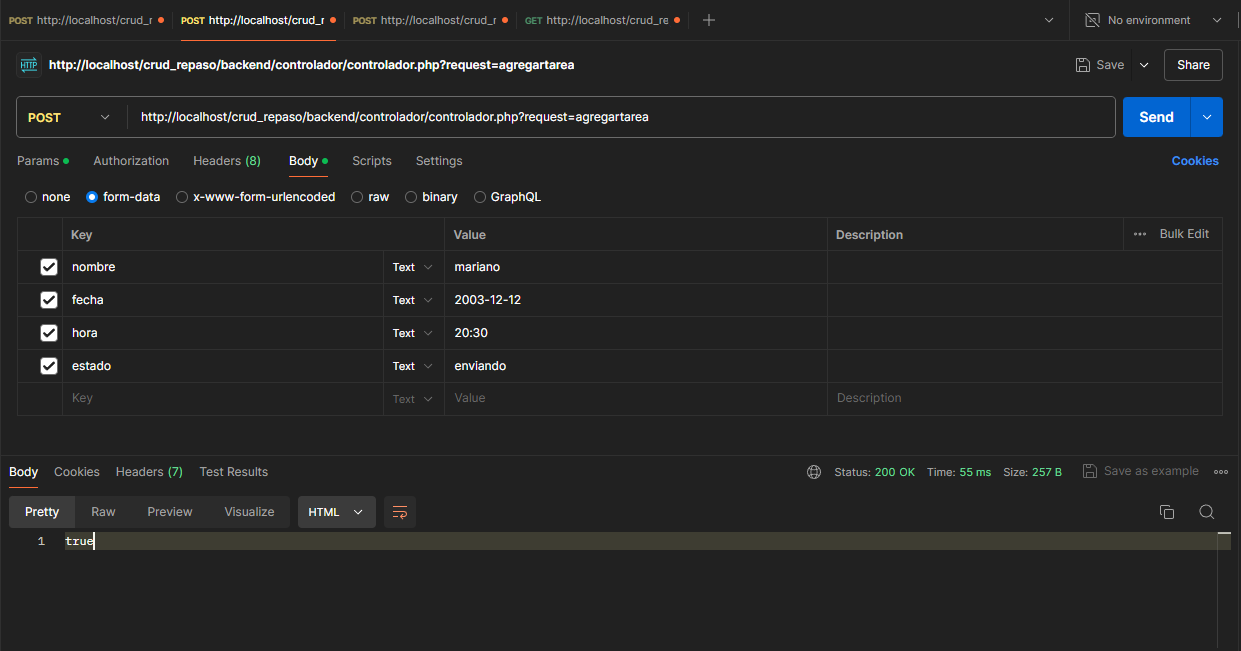 POST http://localhost/crud_r POST http://localhost/crud_r POST http://localhost/crud_r GET http://localhost/crud_re No environment
HTTP http://localhost/crud_repaso/backend/controlador/controlador.php?request=agregartarea Save Share
POST http://localhost/crud_repaso/backend/controlador/controlador.php?request=agregartarea Send
Params Authorization Headers (8) Body Scripts Settings Cookies
none form-data x-www-form-urlencoded raw binary GraphQL
Key Value Description Bulk Edit
nombre Text mariano
fecha Text 2003-12-12
hora Text 20:30
estado Text enviando
Key Text Value Description
Body Cookies Headers (7) Test Results Status: 200 OK Time: 55 ms Size: 257 B Save as example
Pretty Raw Preview Visualize HTML
1 true